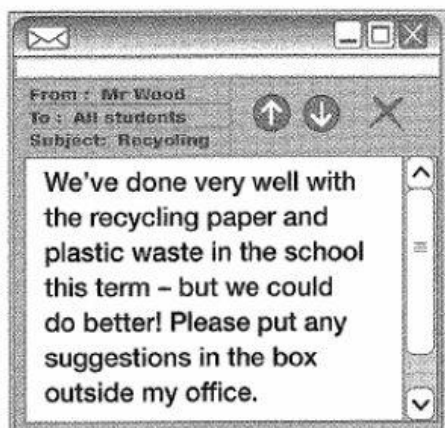 From : Mr Wood
To : All students
Subject: Recycling
We've done very well with
the recycling paper and
plastic waste in the school
this term – but we could
do better! Please put any
suggestions in the box
outside my office.